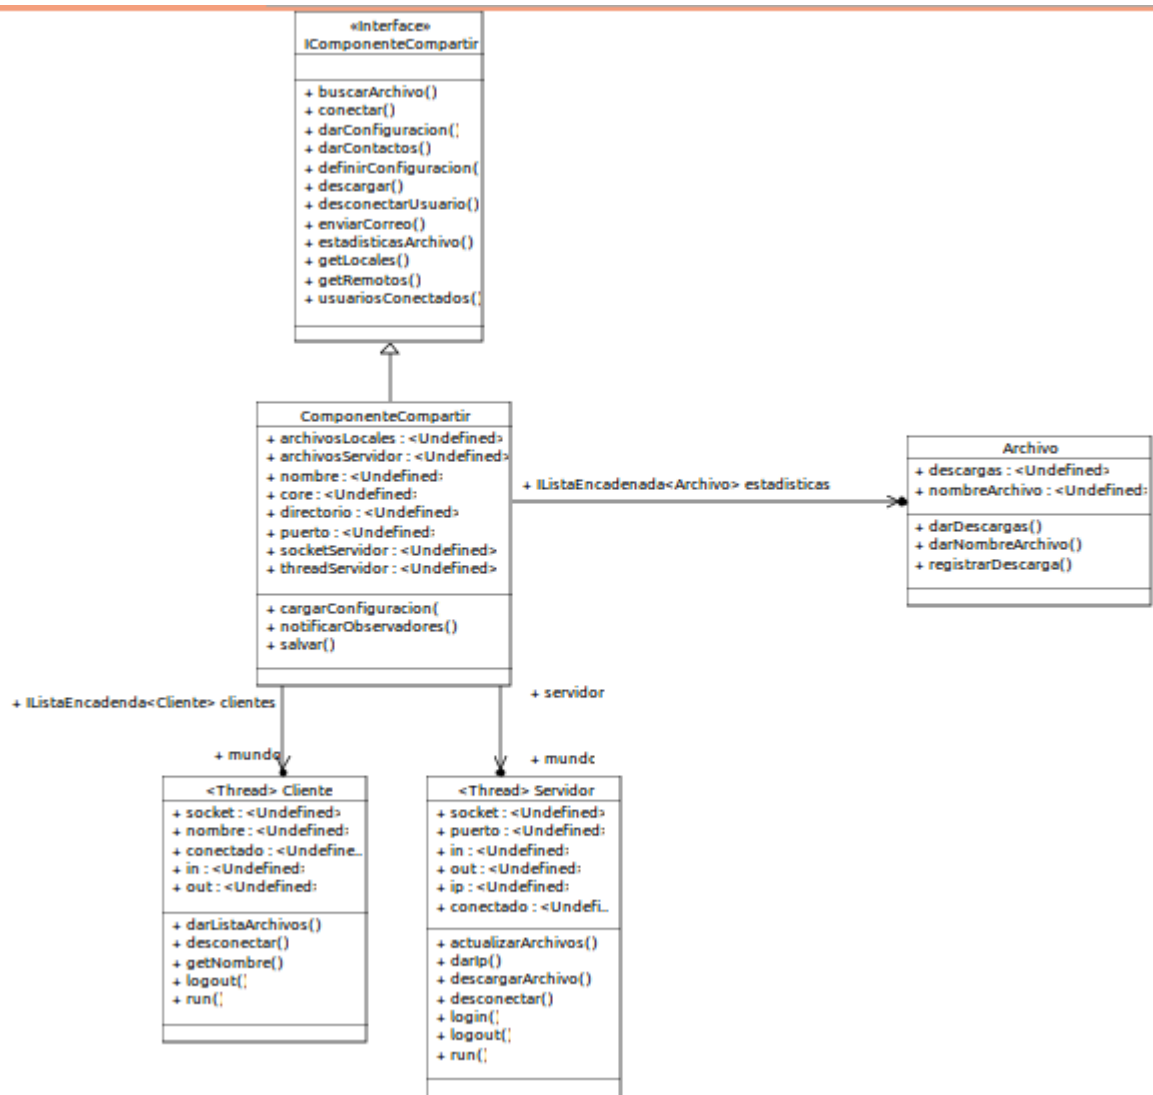 «Interface»
IComponenteCompartir
+ buscarArchivo()
+ conectar()
+ darConfiguracion()
+ darContactos()
+ definirConfiguracion(
+ descargar()
+ desconectarUsuario()
+ enviarCorreo()
+ estadisticasArchivo()
+ getLocales()
+ getRemotos()
+ usuariosConectados()
ComponenteCompartir
+ archivosLocales : <Undefined>
+ archivosServidor : <Undefined>
+ nombre : <Undefined>
+ core : <Undefined>
+ directorio : <Undefined>
+ puerto : <Undefined>
+ socketServidor : <Undefined>
+ threadServidor : <Undefined>
+ cargarConfiguracion(
+ notificarObservadores()
+ salvar()
+ IListaEncadenada<Archivo> estadisticas
Archivo
+ descargas : <Undefined>
+ nombreArchivo : <Undefined>
+ darDescargas()
+ darNombreArchivo()
+ registrarDescarga()
+ IListaEncadenda<Cliente> clientes
+ servidor
+ mundo
+ mundo
<Thread> Cliente
+ socket : <Undefined>
+ nombre : <Undefined>
+ conectado : <Undefine...
+ in : <Undefined>
+ out : <Undefined>
+ darListaArchivos()
+ desconectar()
+ getNombre()
+ logout()
+ run()
<Thread> Servidor
+ socket : <Undefined>
+ puerto : <Undefined>
+ in : <Undefined>
+ out : <Undefined>
+ ip : <Undefined>
+ conectado : <Undefi...
+ actualizarArchivos()
+ darIp()
+ descargarArchivo()
+ desconectar()
+ login()
+ logout()
+ run()